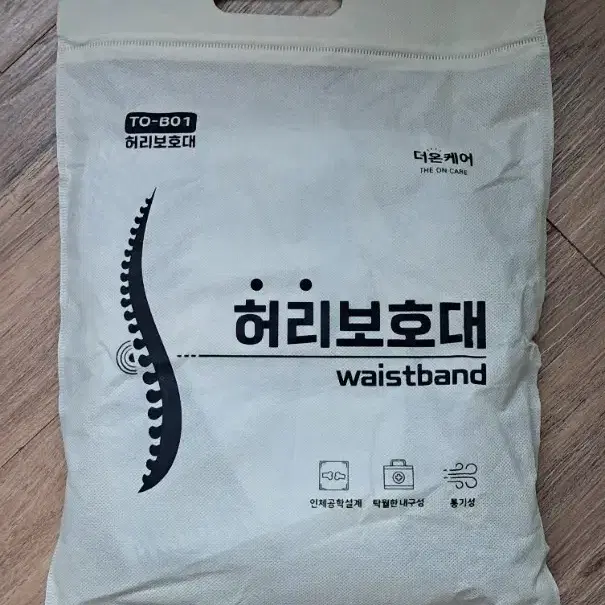 TO-B01
허리보호대
더온케어
THE ON CARE
허리보호대
waistband
인체공학설계
탁월한 내구성
통기성